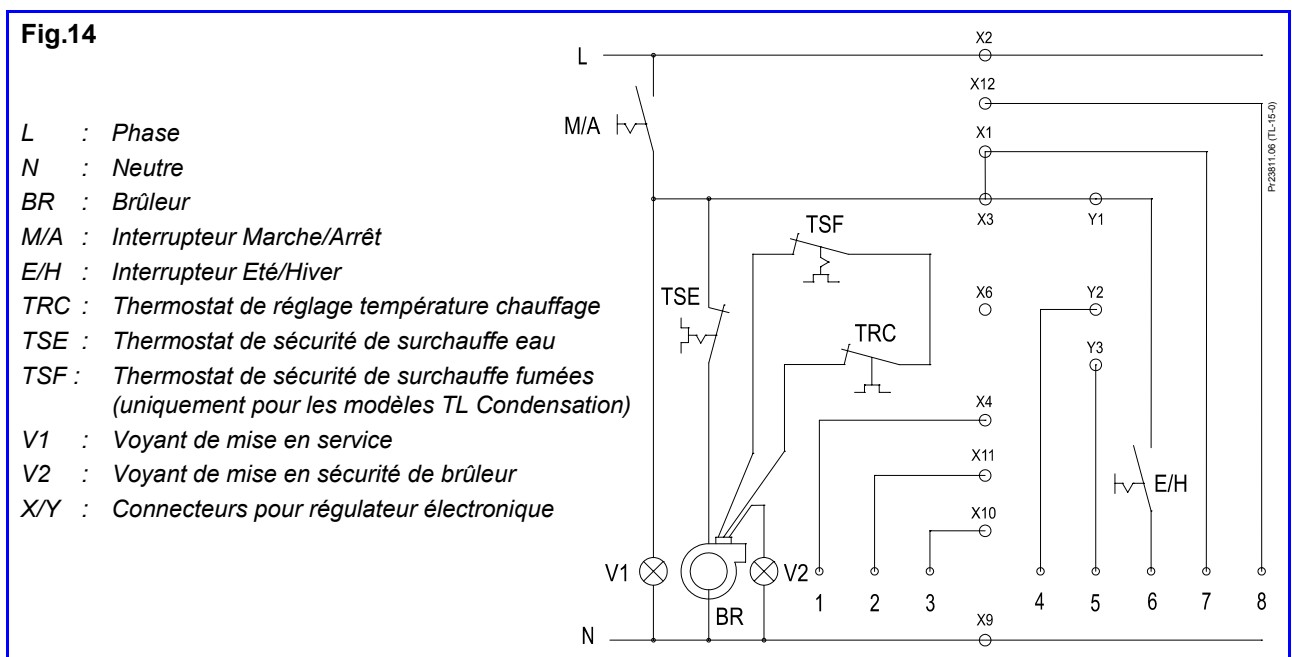 Fig.14
L : Phase
N : Neutre
BR : Brûleur
M/A : Interrupteur Marche/Arrêt
E/H : Interrupteur Eté/Hiver
TRC : Thermostat de réglage température chauffage
TSE : Thermostat de sécurité de surchauffe eau
TSF : Thermostat de sécurité de surchauffe fumées
(uniquement pour les modèles TL Condensation)
V1 : Voyant de mise en service
V2 : Voyant de mise en sécurité de brûleur
X/Y : Connecteurs pour régulateur électronique
X2
L
X12
M/A
X1
Pr23811.06 (TL-15-0)
X3
Y1
TSF
TSE
X6
Y2
TRC
Y3
X4
X11
E/H
X10
V1
V2
BR
1 2 3 4 5 6 7 8
X9
N